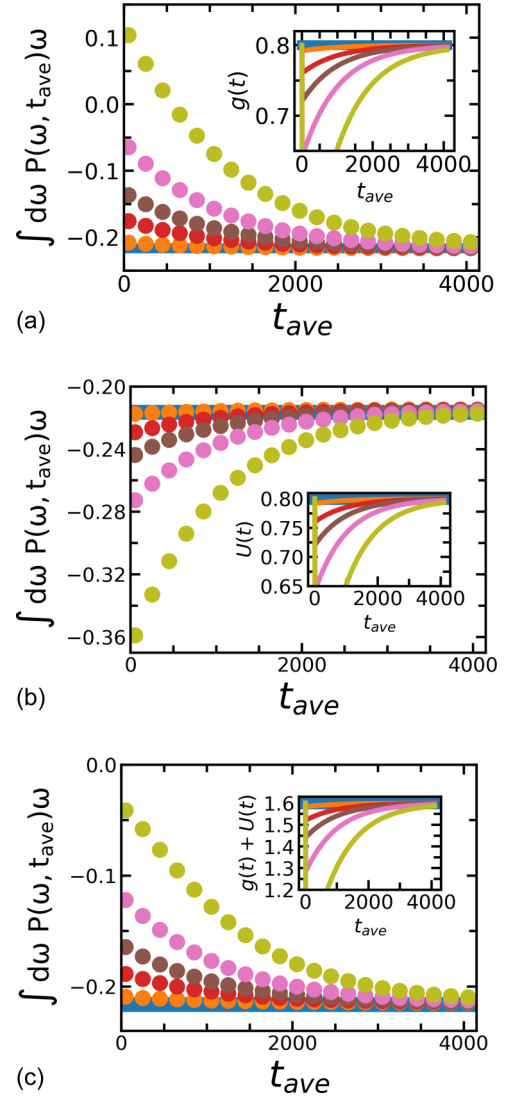 ∫ dω P(ω, t_ave)ω
0.1
0.0
−0.1
−0.2
0
1000
2000
3000
4000
t_ave
(a)
g(t)
0.8
0.7
0
2000
4000
t_ave
∫ dω P(ω, t_ave)ω
−0.20
−0.24
−0.28
−0.32
−0.36
0
2000
4000
t_ave
(b)
U(t)
0.80
0.75
0.70
0.65
0
2000
4000
t_ave
∫ dω P(ω, t_ave)ω
0.0
−0.1
−0.2
0
2000
4000
t_ave
(c)
g(t) + U(t)
1.6
1.5
1.4
1.3
1.2
0
2000
4000
t_ave